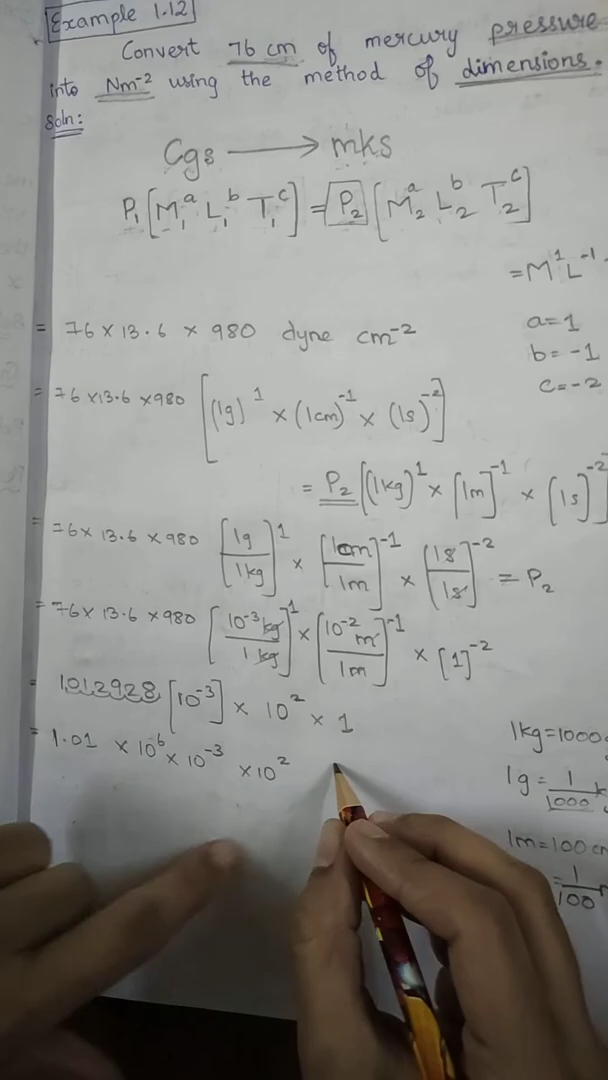 Example 1.12
Convert 76 cm of mercury pressure
into Nm⁻² using the method of dimensions.
Soln:
Cgs ⟶ mks
P₁[M₁ᵃ L₁ᵇ T₁ᶜ] = P₂ [M₂ᵃ L₂ᵇ T₂ᶜ]
= M¹ L⁻¹
a = 1
b = -1
c = -2
= 76 × 13.6 × 980 dyne cm⁻²
= 76 × 13.6 × 980 [(1g)¹ × (1cm)⁻¹ × (1s)⁻²]
= P₂ [(1kg)¹ × [1m]⁻¹ × [1s]⁻²
= 76 × 13.6 × 980 [1g/1kg]¹ × [1cm/1m]⁻¹ × [1s/1s]⁻² = P₂
= 76 × 13.6 × 980 [10⁻³ kg/1 kg]¹ × [10⁻² m/1m]⁻¹ × [1]⁻²
= 1012928 [10⁻³] × 10² × 1
= 1.01 × 10⁶ × 10⁻³ × 10²
1kg = 1000
1g = 1/1000 k
1m = 100 cm
= 1/100